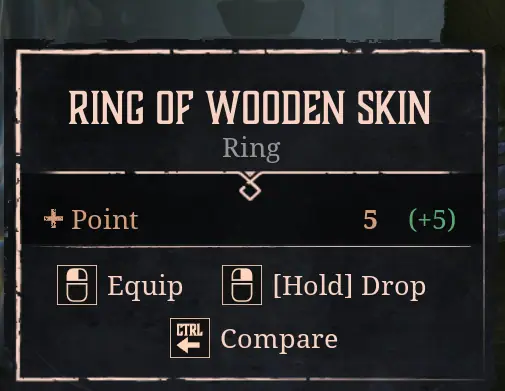 RING OF WOODEN SKIN
Ring
Point 5 (+5)
Equip [Hold] Drop
CTRL Compare